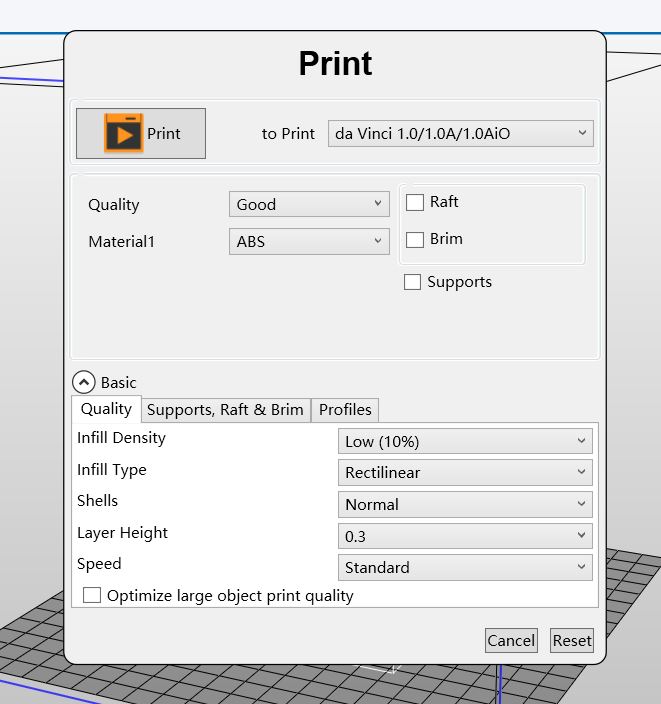 Print
Print to Print da Vinci 1.0/1.0A/1.0AiO
Quality Good Raft
Material1 ABS Brim
Supports
Basic
Quality Supports, Raft & Brim Profiles
Infill Density Low (10%)
Infill Type Rectilinear
Shells Normal
Layer Height 0.3
Speed Standard
Optimize large object print quality
Cancel Reset